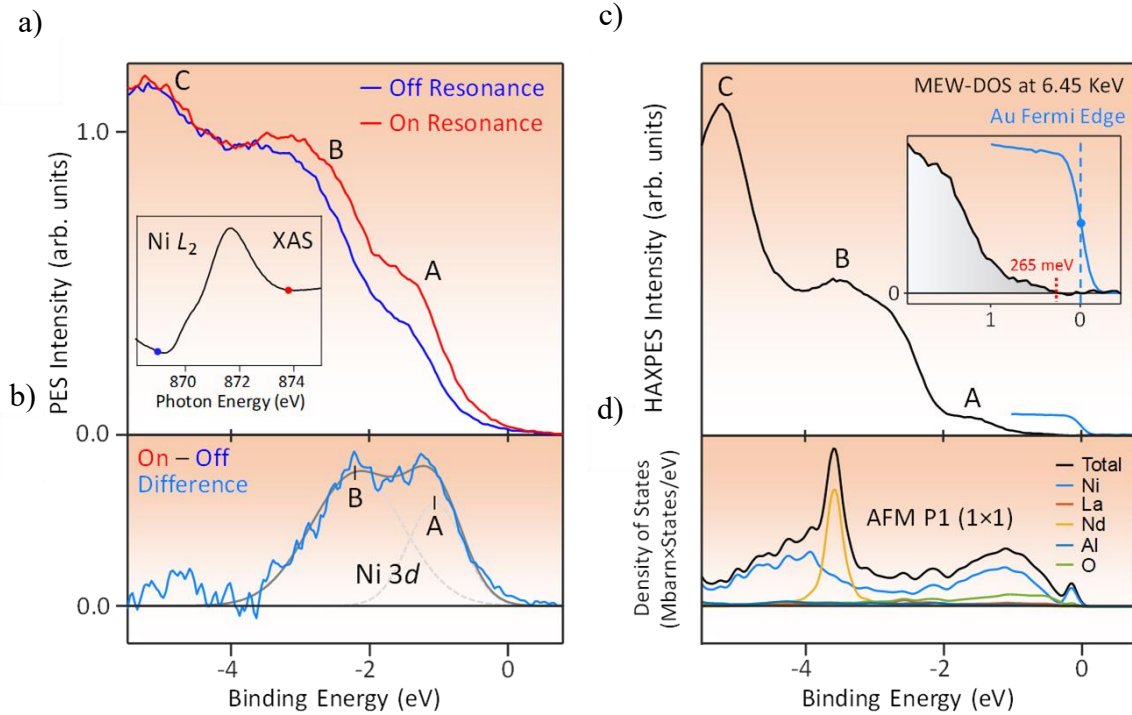 a)
C
Off Resonance
On Resonance
B
A
1.0
0.0
PES Intensity (arb. units)
Ni L2
XAS
870 872 874
Photon Energy (eV)
b)
On – Off
Difference
B
A
Ni 3d
0.0
-4 -2 0
Binding Energy (eV)
c)
C
MEW-DOS at 6.45 KeV
Au Fermi Edge
B
A
265 meV
0
1 0
HAXPES Intensity (arb. units)
d)
AFM P1 (1×1)
Total
Ni
La
Nd
Al
O
Density of States
(Mbarn×States/eV)
-4 -2 0
Binding Energy (eV)